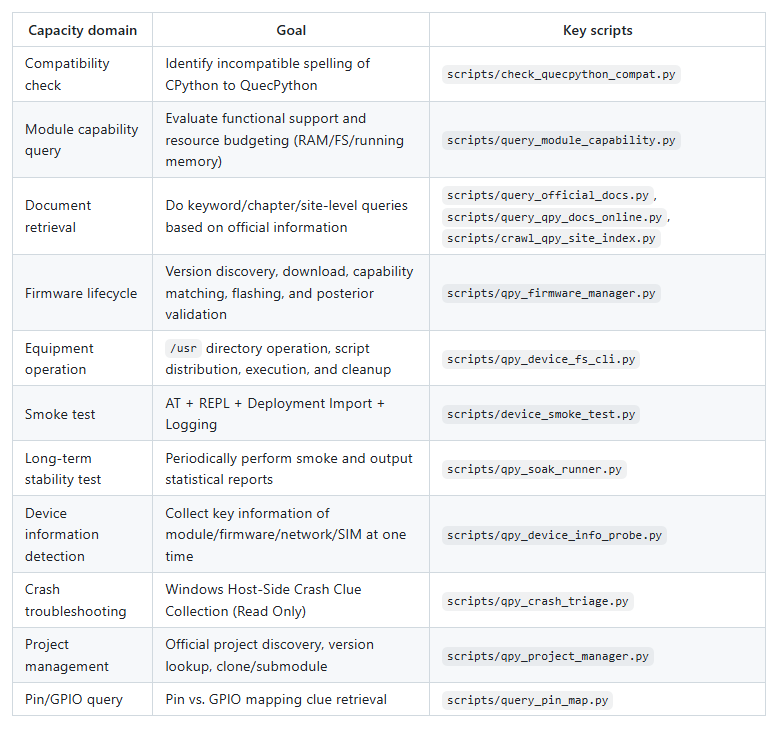 Capacity domain Goal Key scripts
Compatibility check
Identify incompatible spelling of
CPython to QuecPython
scripts/check_quecpython_compat.py
Module capability
query
Evaluate functional support and
resource budgeting (RAM/FS/running
memory)
scripts/query_module_capability.py
Document
retrieval
Do keyword/chapter/site-level queries
based on official information
scripts/query_official_docs.py ,
scripts/query_qpy_docs_online.py ,
scripts/crawl_qpy_site_index.py
Firmware lifecycle
Version discovery, download, capability
matching, flashing, and posterior
validation
scripts/qpy_firmware_manager.py
Equipment
operation
/usr directory operation, script
distribution, execution, and cleanup
scripts/qpy_device_fs_cli.py
Smoke test
AT + REPL + Deployment Import +
Logging
scripts/device_smoke_test.py
Long-term
stability test
Periodically perform smoke and output
statistical reports
scripts/qpy_soak_runner.py
Device
information
detection
Collect key information of
module/firmware/network/SIM at one
time
scripts/qpy_device_info_probe.py
Crash
troubleshooting
Windows Host-Side Crash Clue
Collection (Read Only)
scripts/qpy_crash_triage.py
Project
management
Official project discovery, version
lookup, clone/submodule
scripts/qpy_project_manager.py
Pin/GPIO query
Pin vs. GPIO mapping clue retrieval
scripts/query_pin_map.py